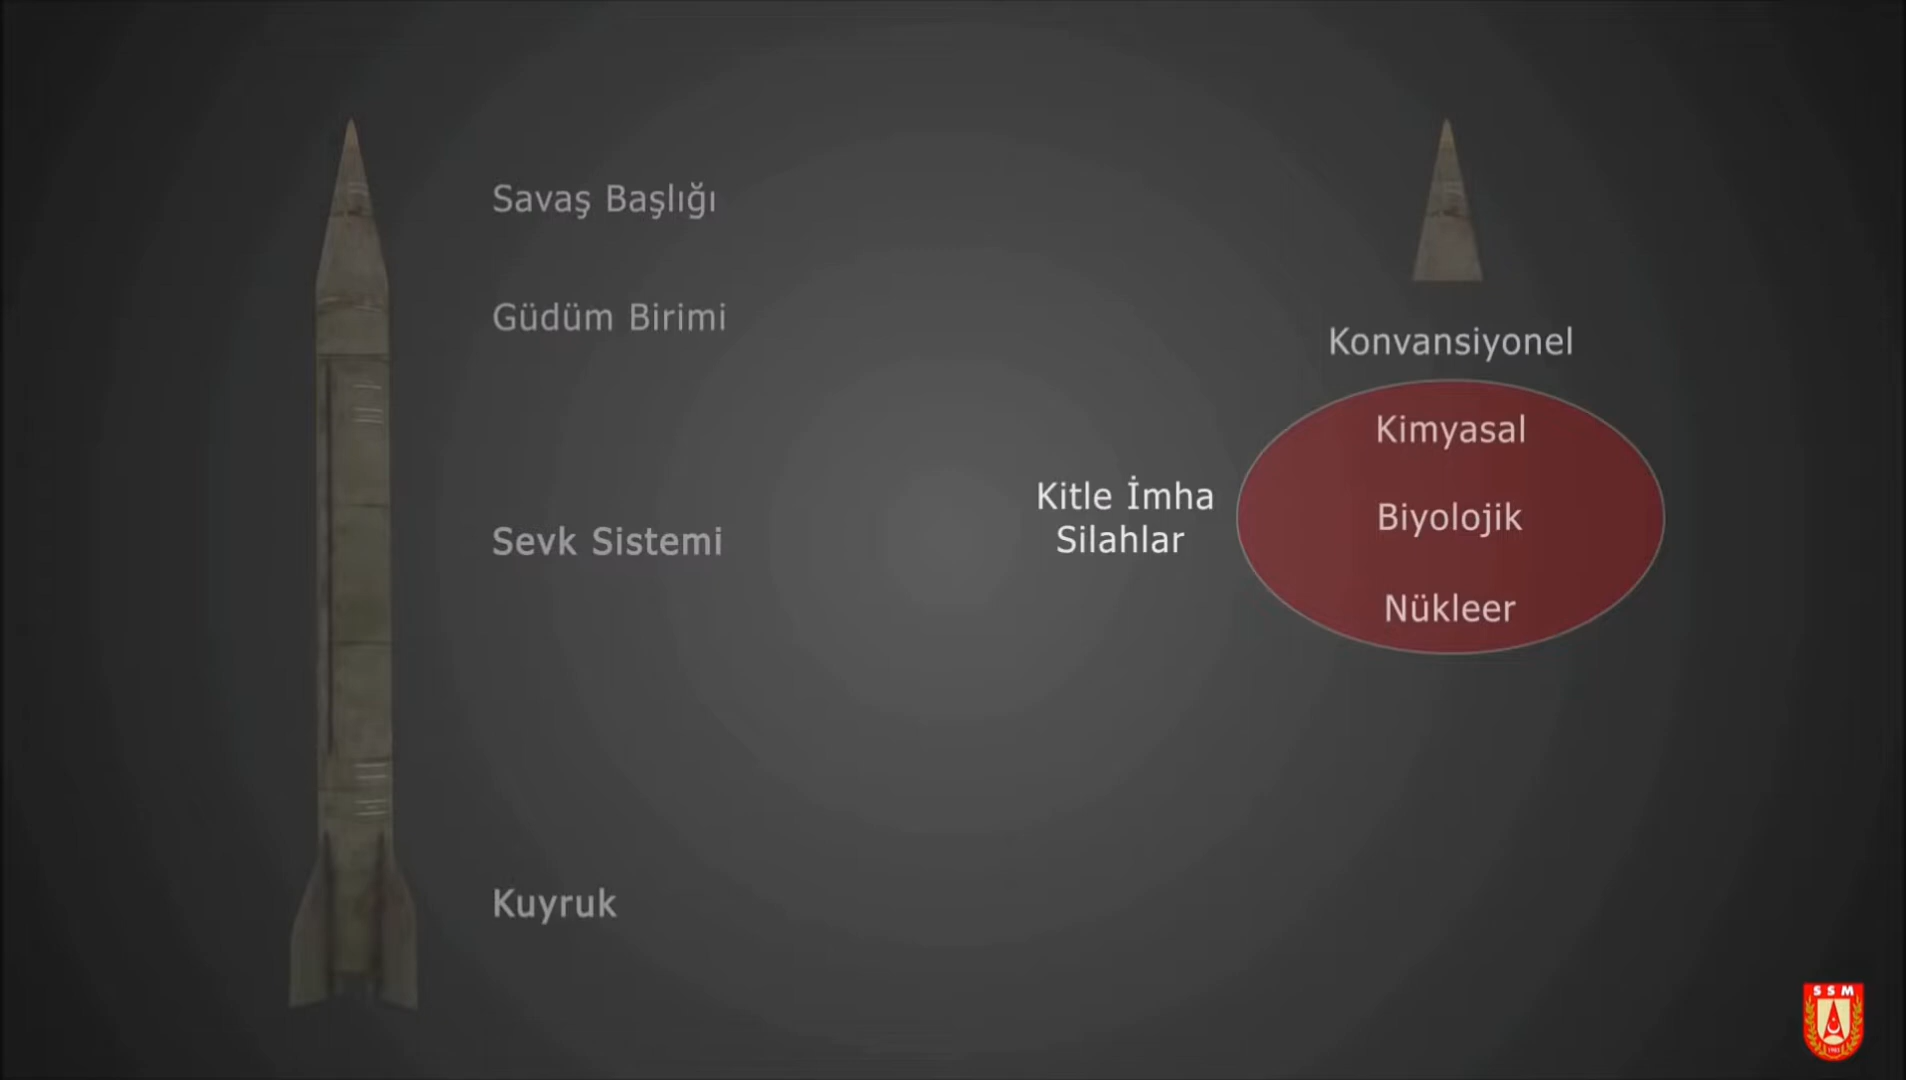 Savaş Başlığı
Güdüm Birimi
Sevk Sistemi
Kuyruk
Konvansiyonel
Kitle İmha
Silahlar
Kimyasal
Biyolojik
Nükleer
SSM